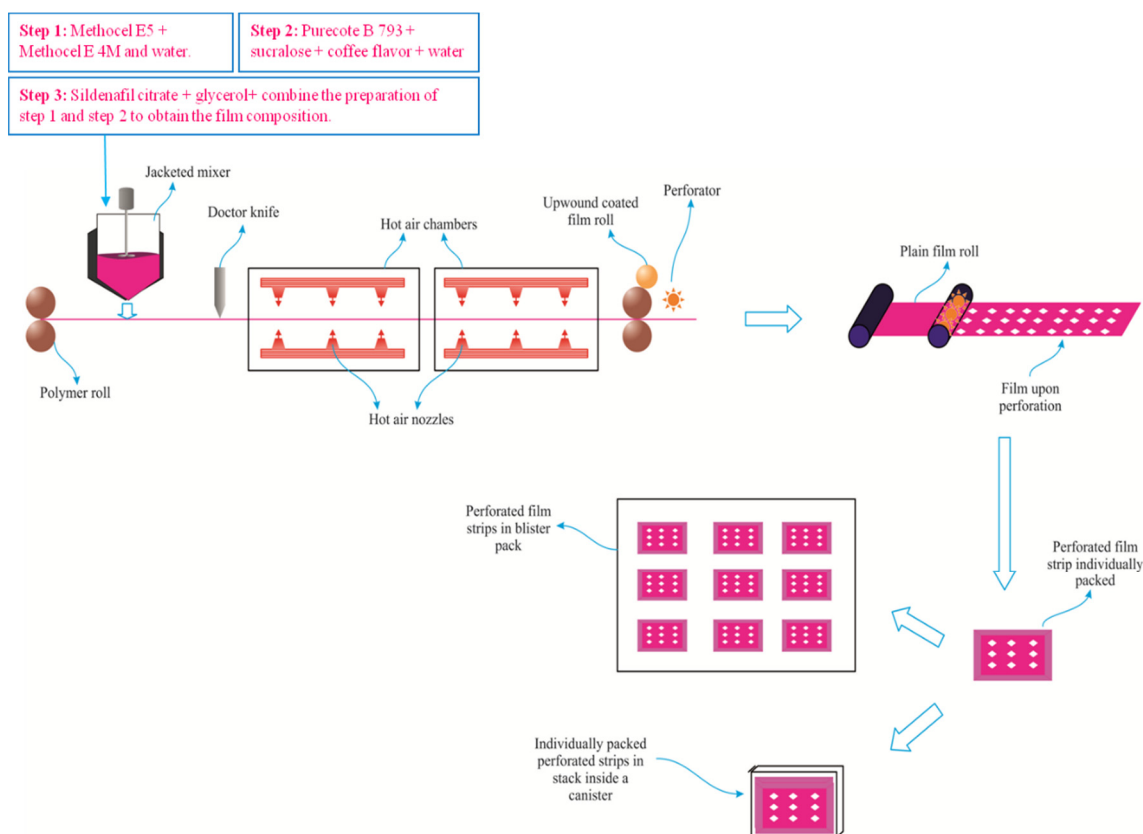 Step 1: Methocel E5 +
Methocel E 4M and water.
Step 2: Purecote B 793 +
sucralose + coffee flavor + water
Step 3: Sildenafil citrate + glycerol+ combine the preparation of
step 1 and step 2 to obtain the film composition.
Jacketed mixer
Doctor knife
Hot air chambers
Upwound coated
film roll
Perforator
Plain film roll
Polymer roll
Hot air nozzles
Film upon
perforation
Perforated film
strips in blister
pack
Perforated film
strip individually
packed
Individually packed
perforated strips in
stack inside a
canister